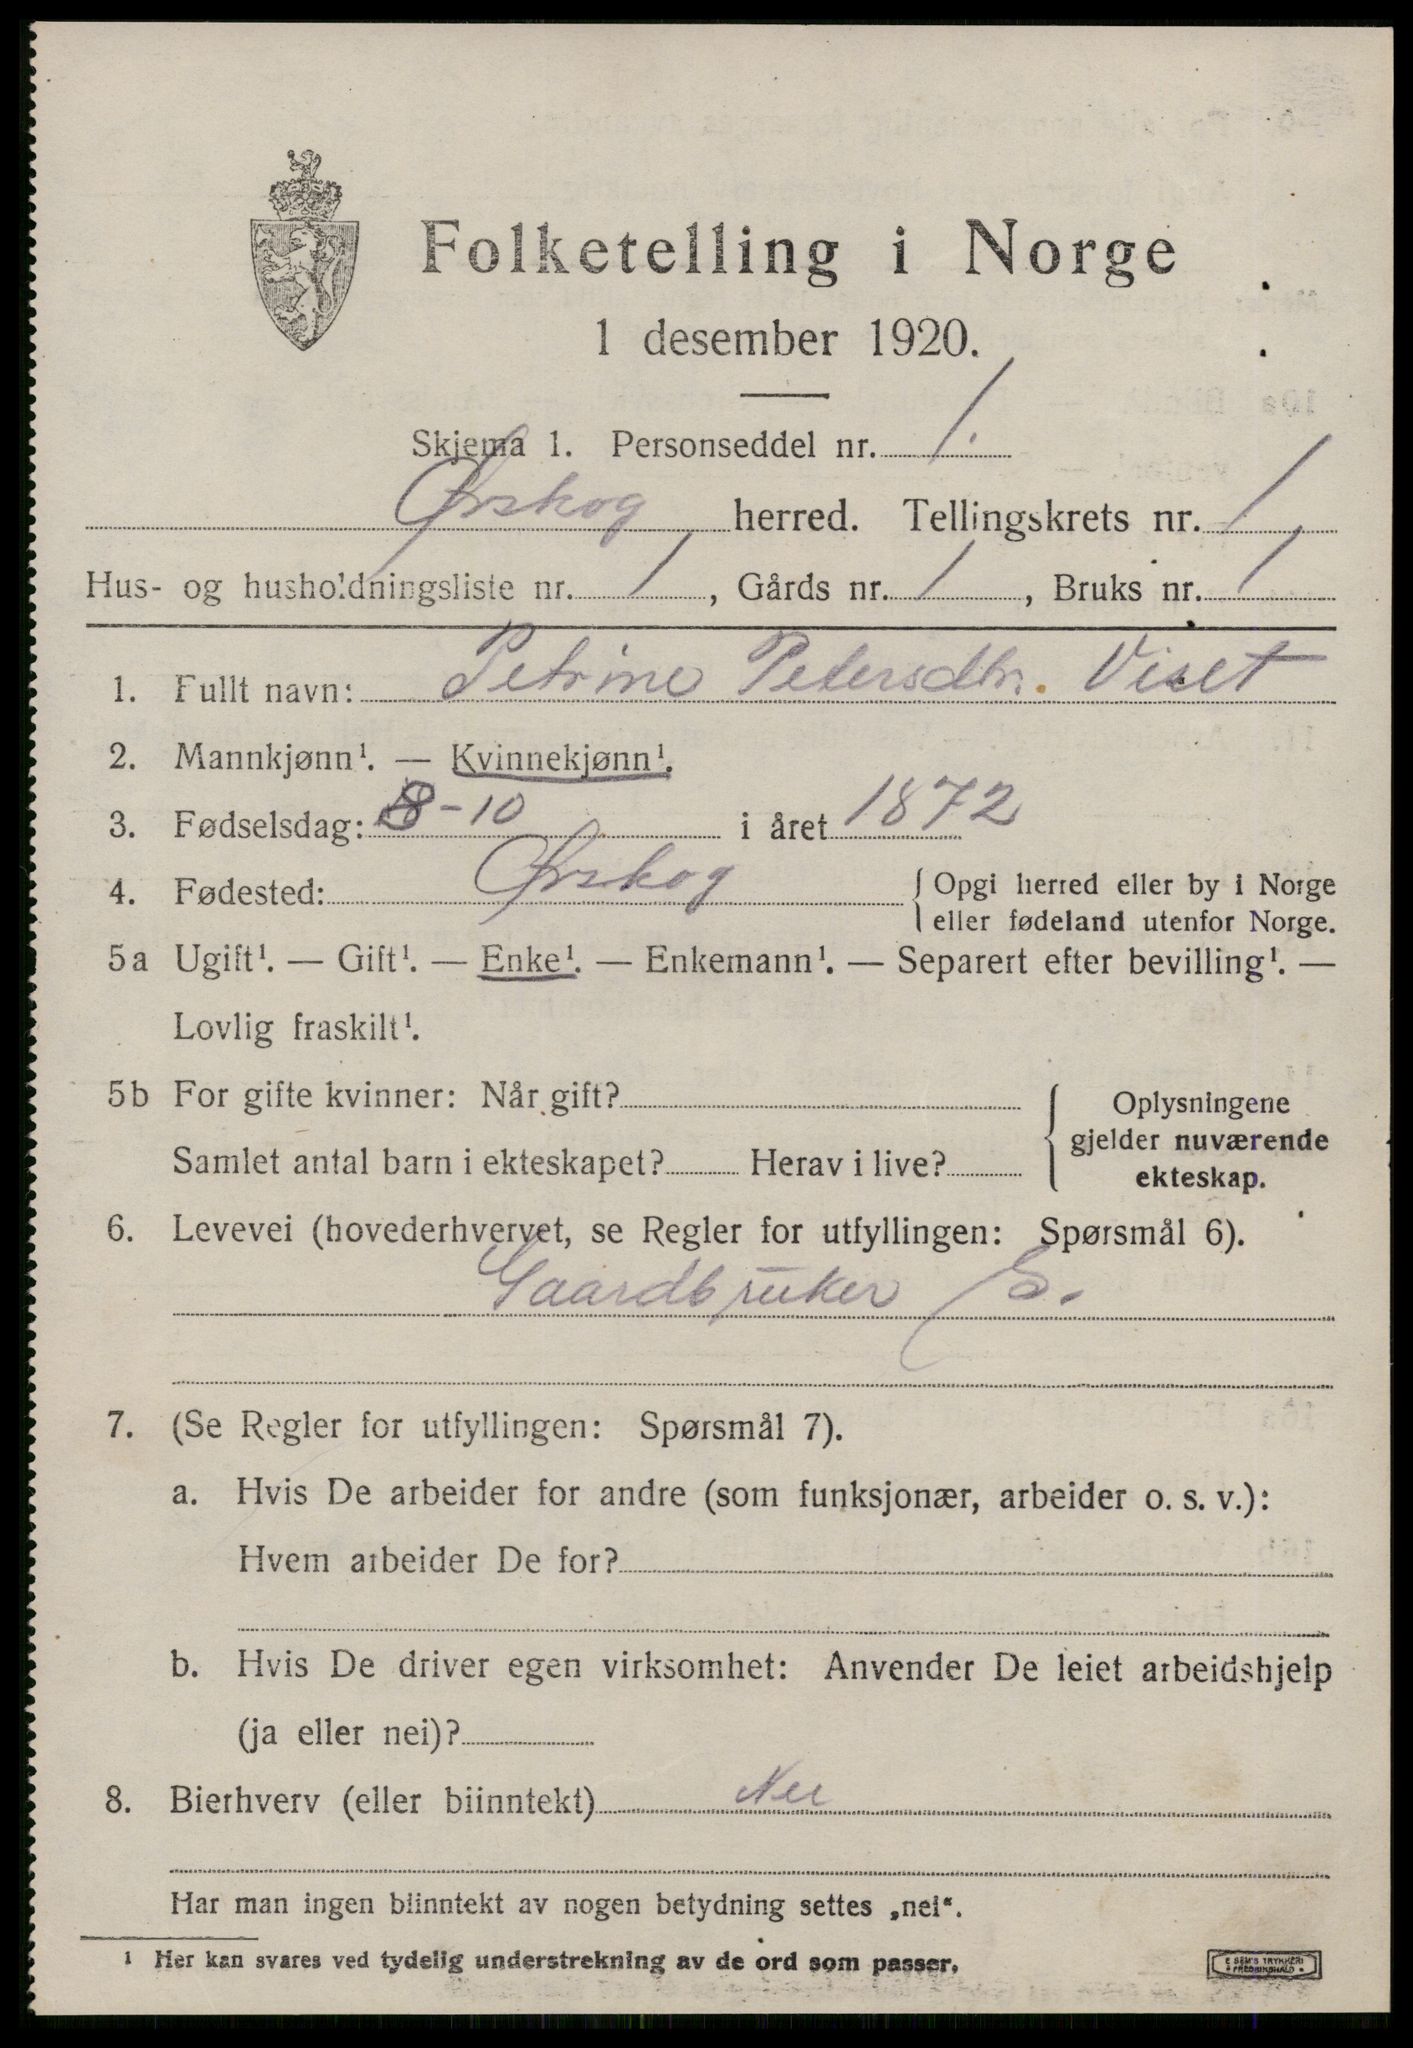 Folketelling i Norge
1 desember 1920.
Skjema 1. Personseddel nr. 1.
Ørskog herred. Tellingskrets nr. 1
Hus- og husholdningsliste nr. 1, Gårds nr. 1, Bruks nr. 1
1. Fullt navn: Petrine Petersdtr. Viset
2. Mannkjønn¹. — Kvinnekjønn¹.
3. Fødselsdag: 8-10 i året 1872
4. Fødested: Ørskog { Opgi herred eller by i Norge
eller fødeland utenfor Norge.
5a Ugift¹. — Gift¹. — Enke¹. — Enkemann¹. — Separert efter bevilling¹. —
Lovlig fraskilt¹.
5b For gifte kvinner: Når gift?
Samlet antal barn i ekteskapet? Herav i live?
{ Oplysningene
gjelder nuværende
ekteskap.
6. Levevei (hovederhvervet, se Regler for utfyllingen: Spørsmål 6).
Gaardbruker S.
7. (Se Regler for utfyllingen: Spørsmål 7).
a. Hvis De arbeider for andre (som funksjonær, arbeider o. s. v.):
Hvem arbeider De for?
b. Hvis De driver egen virksomhet: Anvender De leiet arbeidshjelp
(ja eller nei)?
8. Bierhverv (eller biinntekt) Nei
Har man ingen biinntekt av nogen betydning settes „nei“.
¹ Her kan svares ved tydelig understrekning av de ord som passer.
E SEM'S TRYKKERI
FREDRIKSHALD